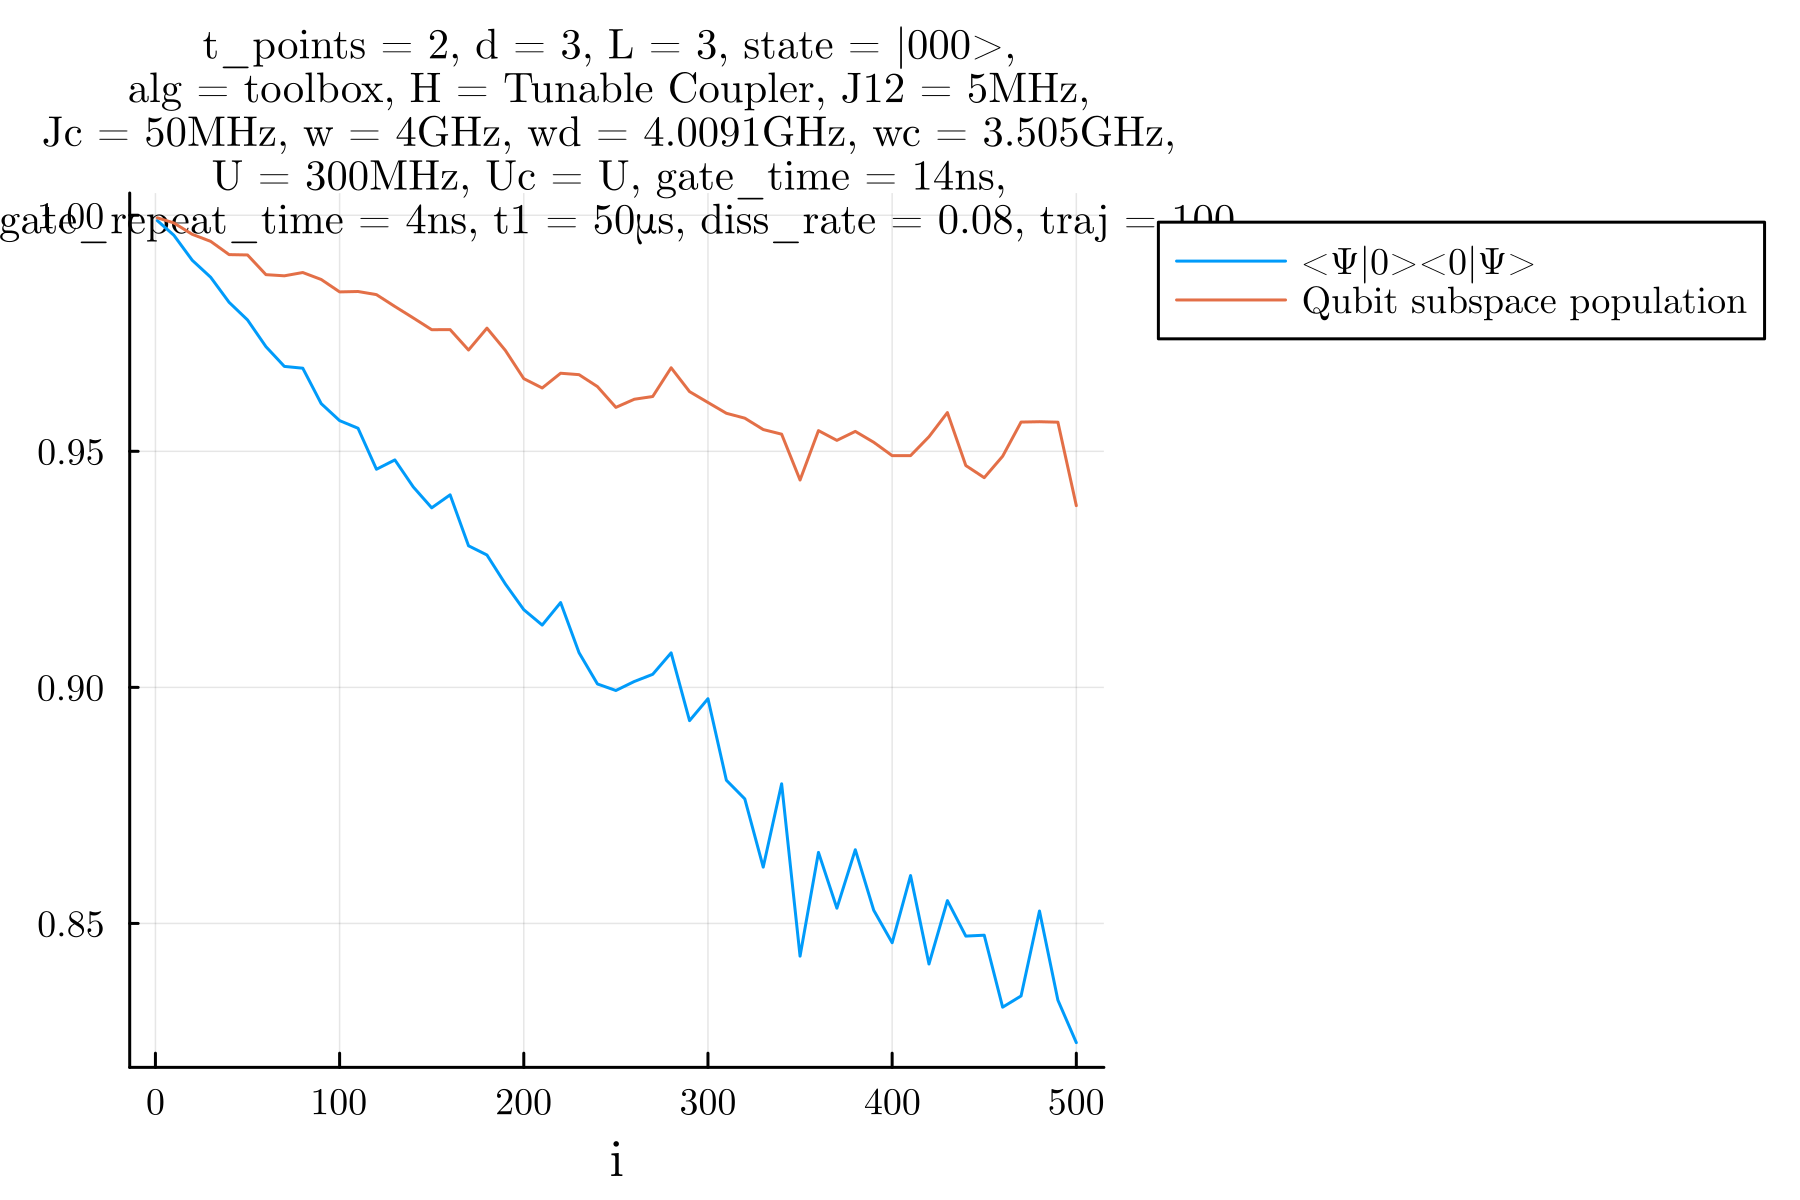 t_points = 2, d = 3, L = 3, state = |000>,
alg = toolbox, H = Tunable Coupler, J12 = 5MHz,
Jc = 50MHz, w = 4GHz, wd = 4.0091GHz, wc = 3.505GHz,
U = 300MHz, Uc = U, gate_time = 14ns,
gate_repeat_time = 4ns, t1 = 50μs, diss_rate = 0.08, traj = 100
<Ψ|0><0|Ψ>
Qubit subspace population
1.00
0.95
0.90
0.85
0 100 200 300 400 500
i